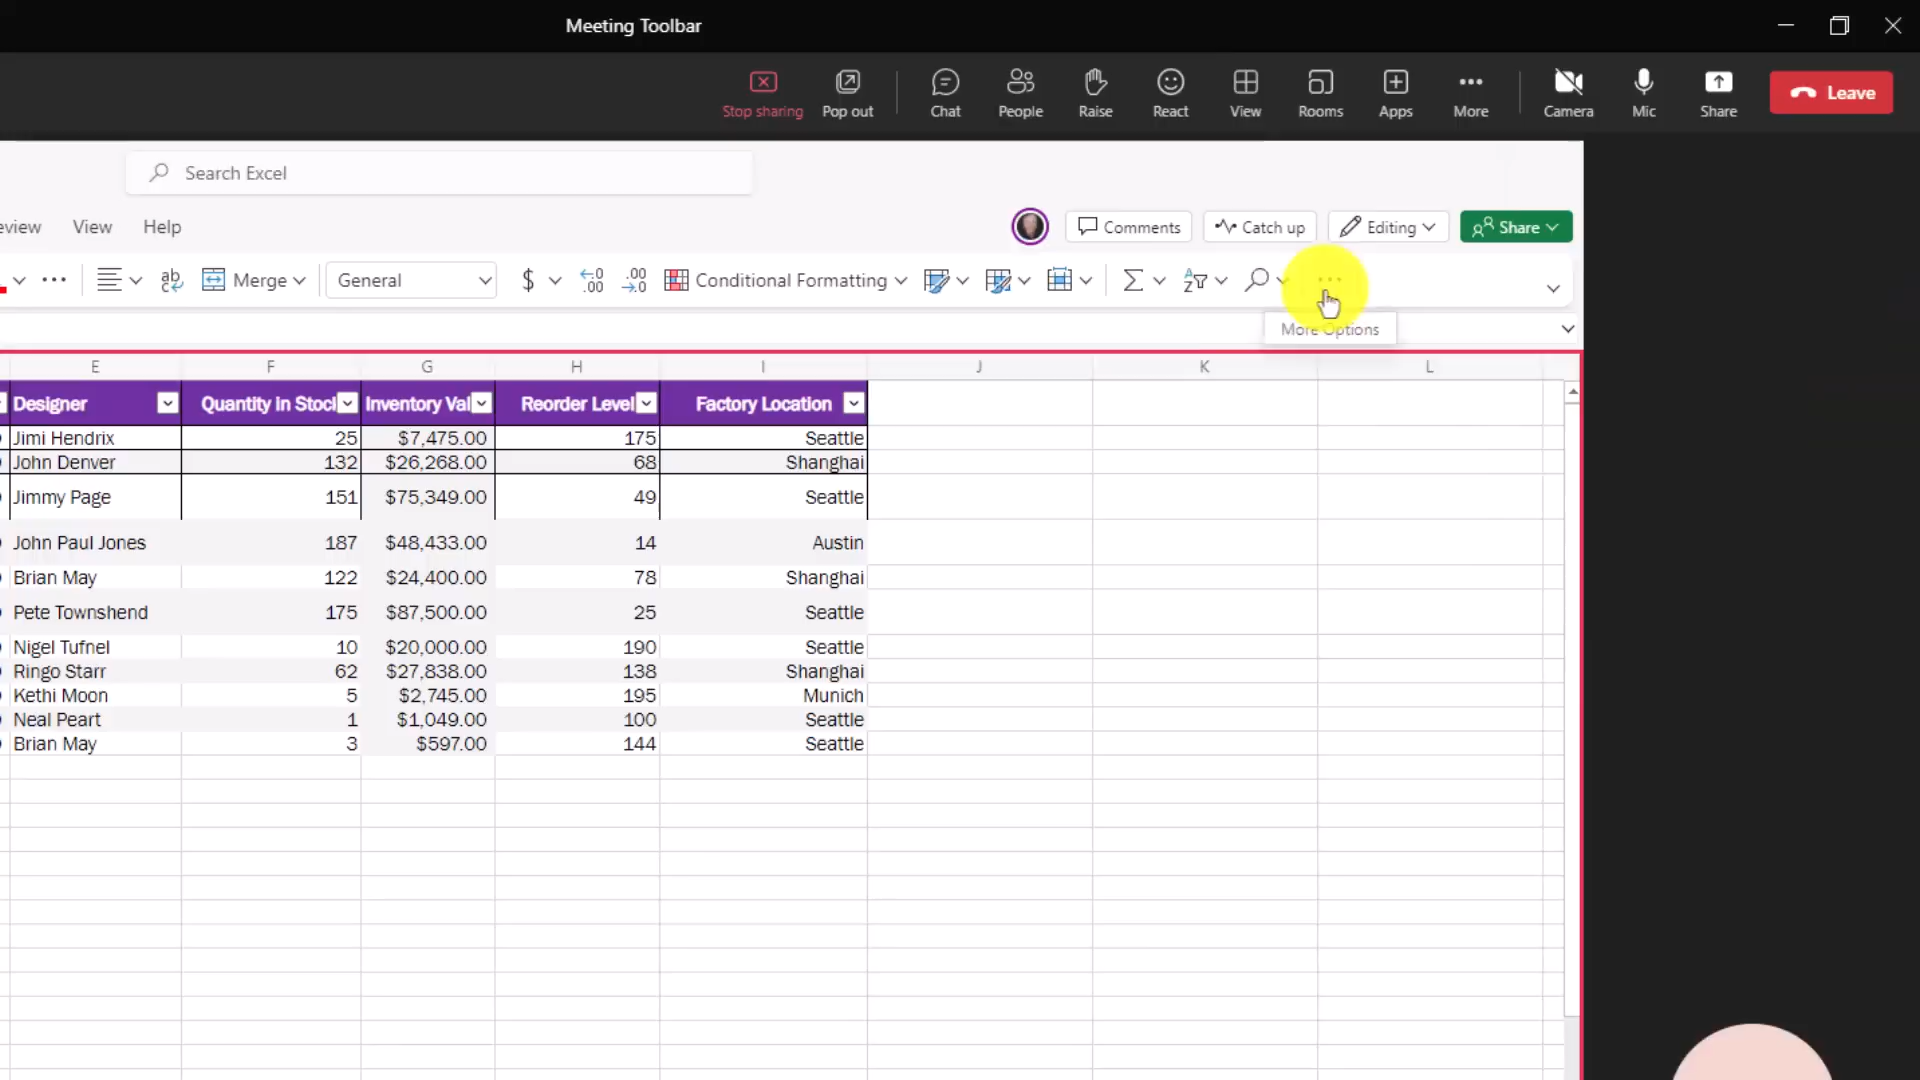 Meeting Toolbar
Stop sharing Pop out Chat People Raise React View Rooms Apps More Camera Mic Share Leave
Search Excel
eview View Help Comments Catch up Editing Share
ab Merge General $ .00 .00 Conditional Formatting
More Options
E F G H I J K L
Designer Quantity In Stock Inventory Val Reorder Level Factory Location
Jimi Hendrix 25 $7,475.00 175 Seattle
John Denver 132 $26,268.00 68 Shanghai
Jimmy Page 151 $75,349.00 49 Seattle
John Paul Jones 187 $48,433.00 14 Austin
Brian May 122 $24,400.00 78 Shanghai
Pete Townshend 175 $87,500.00 25 Seattle
Nigel Tufnel 10 $20,000.00 190 Seattle
Ringo Starr 62 $27,838.00 138 Shanghai
Kethi Moon 5 $2,745.00 195 Munich
Neal Peart 1 $1,049.00 100 Seattle
Brian May 3 $597.00 144 Seattle